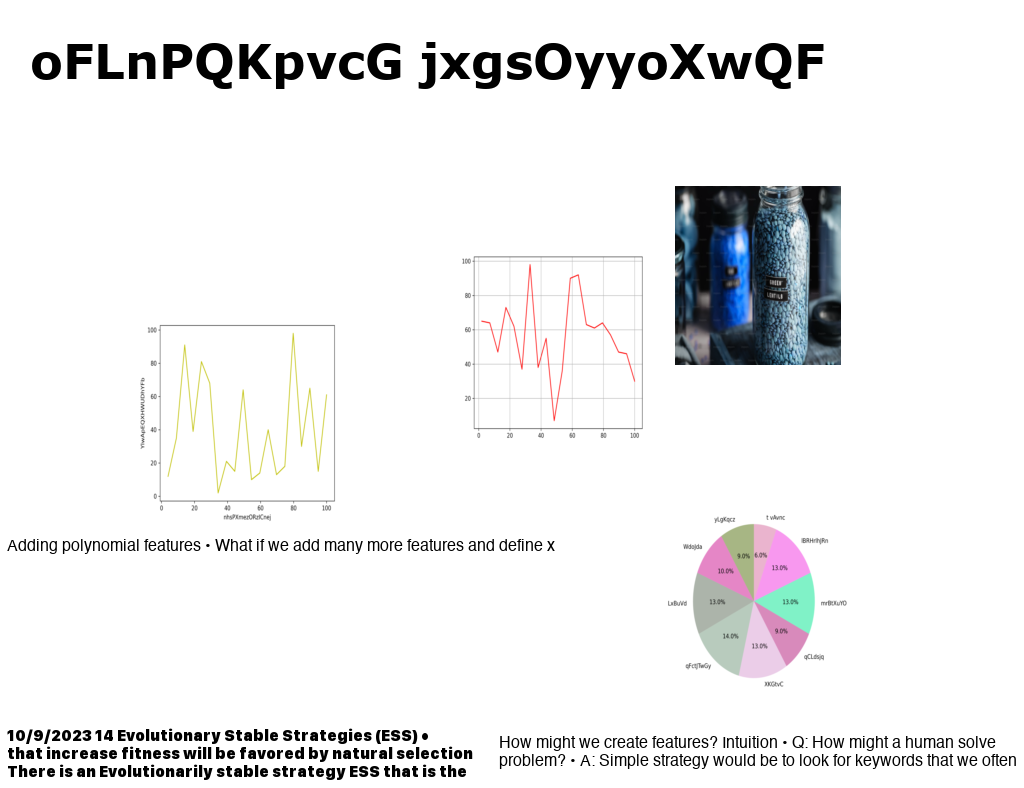 oFLnPQKpvcG jxgsOyyoXwQF
100
80
60
40
20
0 20 40 60 80 100
100
80
60
40
20
0
0 20 40 60 80 100
nhsPXmezORzlCnej
Adding polynomial features • What if we add many more features and define x
yLgKqcz
t vAvnc
WdoJda
IBRHrihJRn
9.0%
6.0%
10.0%
13.0%
LxBuVd
13.0%
13.0%
mrBtXuYO
14.0%
9.0%
13.0%
qFctJTwGy
qCLdsjq
XKGtvC
10/9/2023 14 Evolutionary Stable Strategies (ESS) •
that increase fitness will be favored by natural selection
There is an Evolutionarily stable strategy ESS that is the
How might we create features? Intuition • Q: How might a human solve
problem? • A: Simple strategy would be to look for keywords that we often